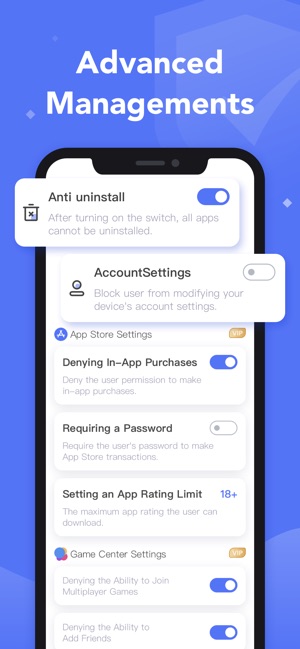 Advanced
Managements
Anti uninstall
After turning on the switch, all apps
cannot be uninstalled.
AccountSettings
Block user from modifying your
device's account settings.
App Store Settings
VIP
Denying In-App Purchases
Deny the user permission to make
in-app purchases.
Requiring a Password
Require the user's password to make
App Store transactions.
Setting an App Rating Limit
18+
The maximum app rating the user can
download.
Game Center Settings
VIP
Denying the Ability to Join
Multiplayer Games
Denying the Ability to
Add Friends